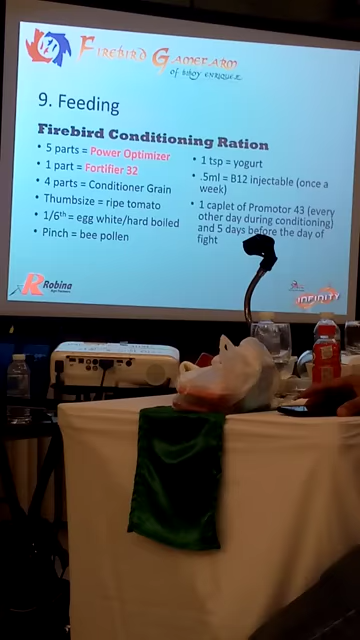 FIREBIRD GAMEFARM
OF BIBOY ENRIQUEZ
9. Feeding
Firebird Conditioning Ration
• 5 parts = Power Optimizer
• 1 part = Fortifier 32
• 4 parts = Conditioner Grain
• Thumbsize = ripe tomato
• 1/6th = egg white/hard boiled
• Pinch = bee pollen
• 1 tsp = yogurt
• .5ml = B12 injectable (once a
week)
• 1 caplet of Promotor 43 (every
other day during conditioning)
and 5 days before the day of
fight
Robina
INFINITY